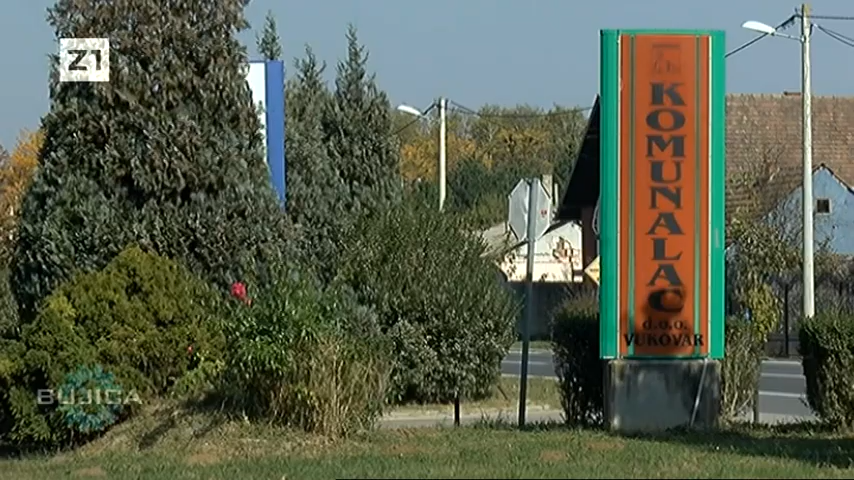 Z1
KOMUNALAC
d.o.o.
VUKOVAR
BUJICA